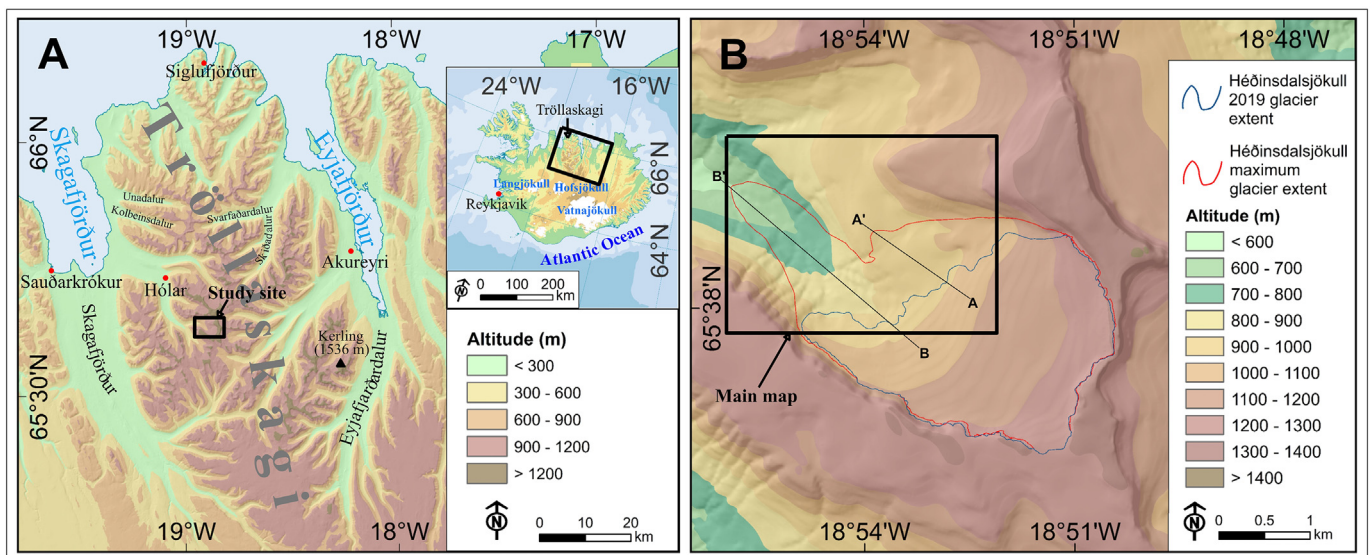 A
19°W
18°W
Siglufjörður
66°N
Skagafjörður
Eyjafjörður
Tröllaskagi
Unadalur
Kolbeinsdalur
Svarfaðardalur
Skíðadalur
Sauðarkrókur
Hólar
Akureyri
Study site
Kerling
(1536 m)
Skagafjörður
Eyjafjarðardalur
65°30'N
19°W
18°W
17°W
24°W
16°W
Tröllaskagi
66°N
Langjökull
Hofsjökull
Reykjavik
Vatnajökull
64°N
Atlantic Ocean
N
0 100 200
km
Altitude (m)
< 300
300 - 600
600 - 900
900 - 1200
> 1200
N
0 10 20
km
B
18°54'W
18°51'W
18°48'W
B'
A'
A
B
65°38'N
Main map
18°54'W
18°51'W
Héðinsdalsjökull
2019 glacier
extent
Héðinsdalsjökull
maximum
glacier extent
Altitude (m)
< 600
600 - 700
700 - 800
800 - 900
900 - 1000
1000 - 1100
1100 - 1200
1200 - 1300
1300 - 1400
> 1400
N
0 0.5 1
km